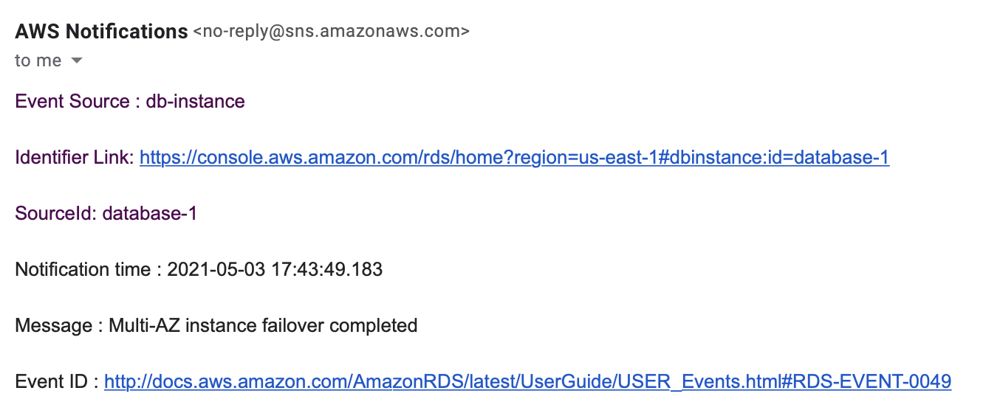 AWS Notifications <no-reply@sns.amazonaws.com>
to me
Event Source : db-instance
Identifier Link: https://console.aws.amazon.com/rds/home?region=us-east-1#dbinstance:id=database-1
SourceId: database-1
Notification time : 2021-05-03 17:43:49.183
Message : Multi-AZ instance failover completed
Event ID : http://docs.aws.amazon.com/AmazonRDS/latest/UserGuide/USER_Events.html#RDS-EVENT-0049